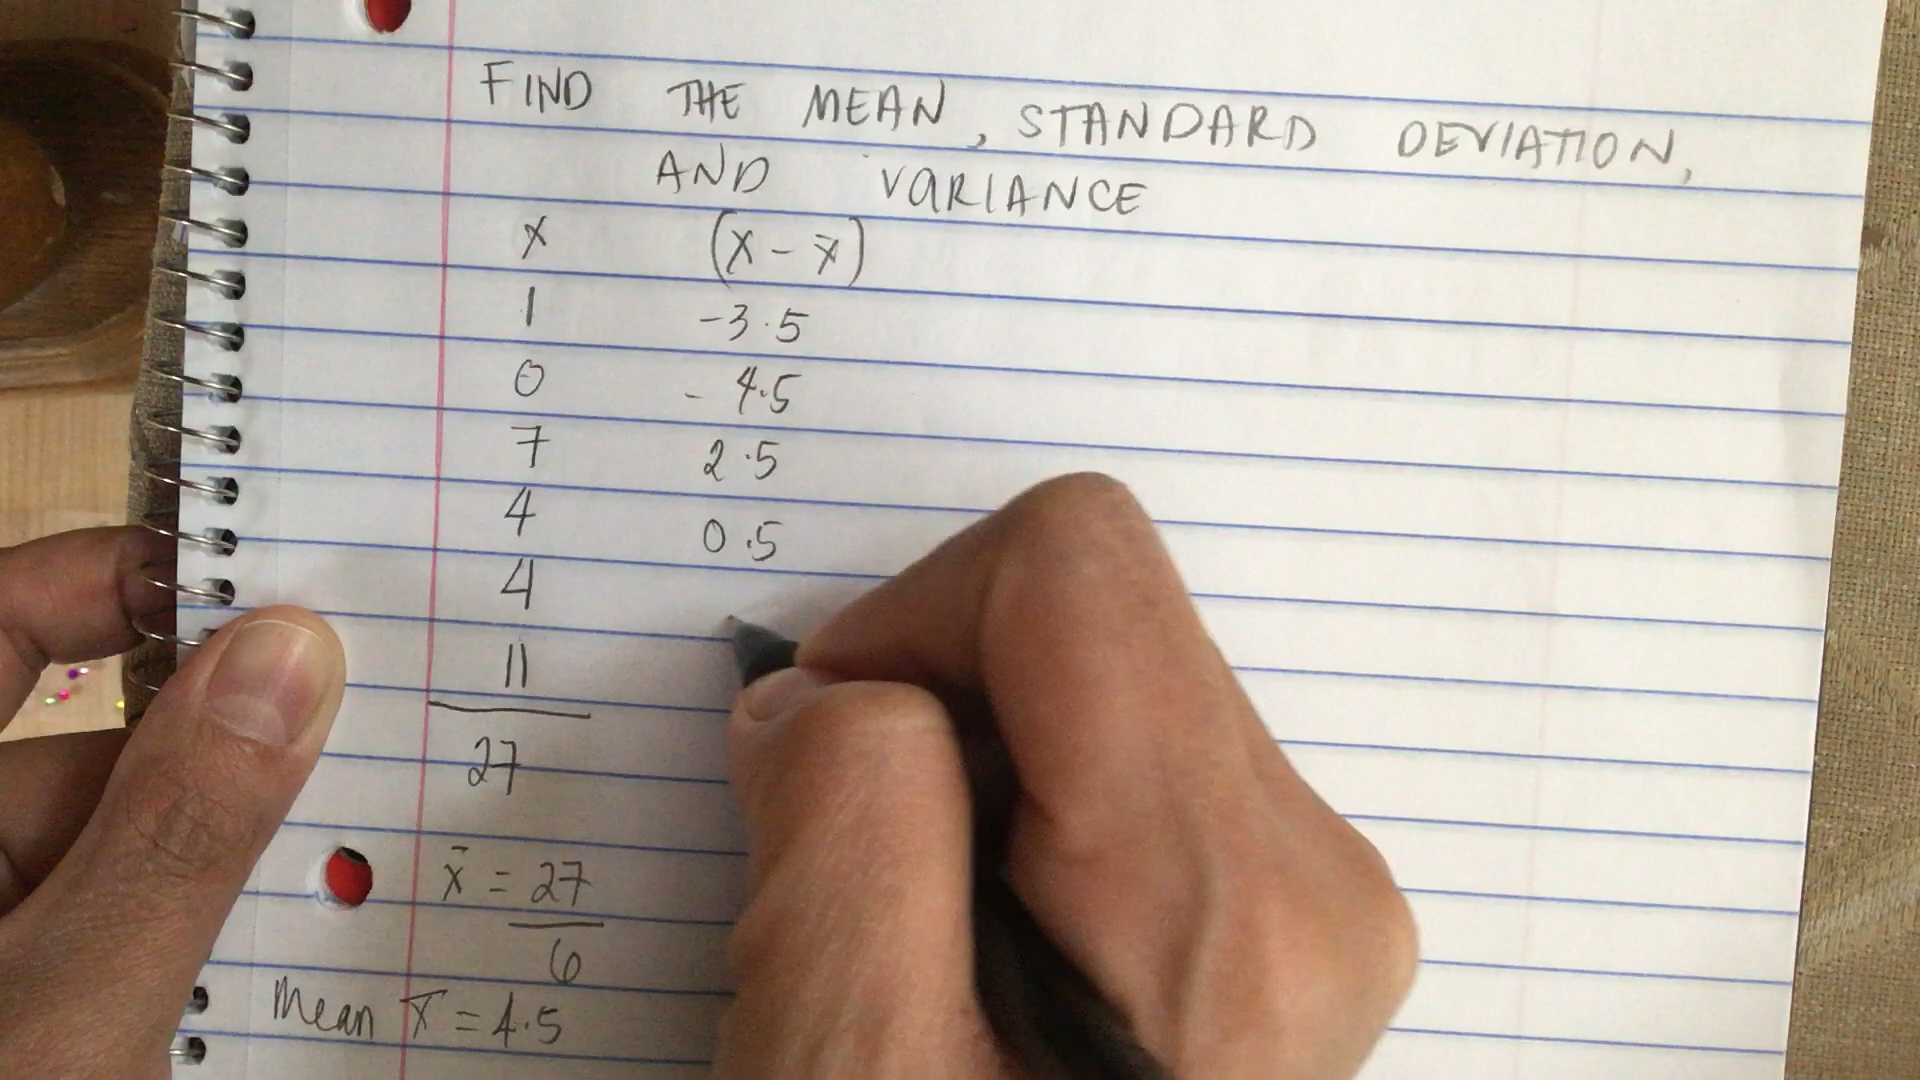 FIND THE MEAN, STANDARD DEVIATION,
AND VARIANCE
x (x - x̄)
1 -3.5
0 - 4.5
7 2.5
4 0.5
4
11
27
x̄ = 27
6
Mean x̄ = 4.5